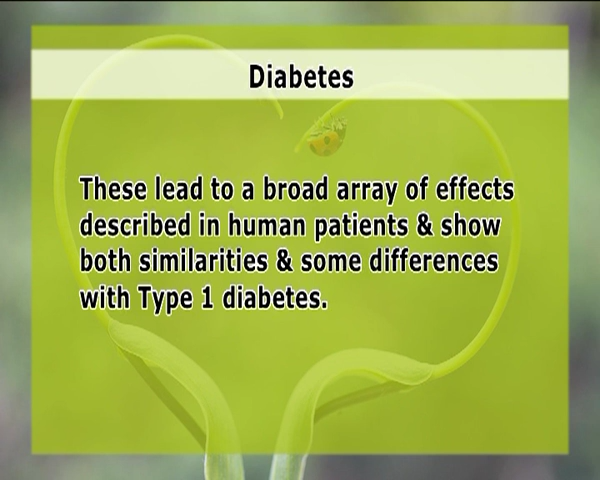 Diabetes
These lead to a broad array of effects
described in human patients & show
both similarities & some differences
with Type 1 diabetes.